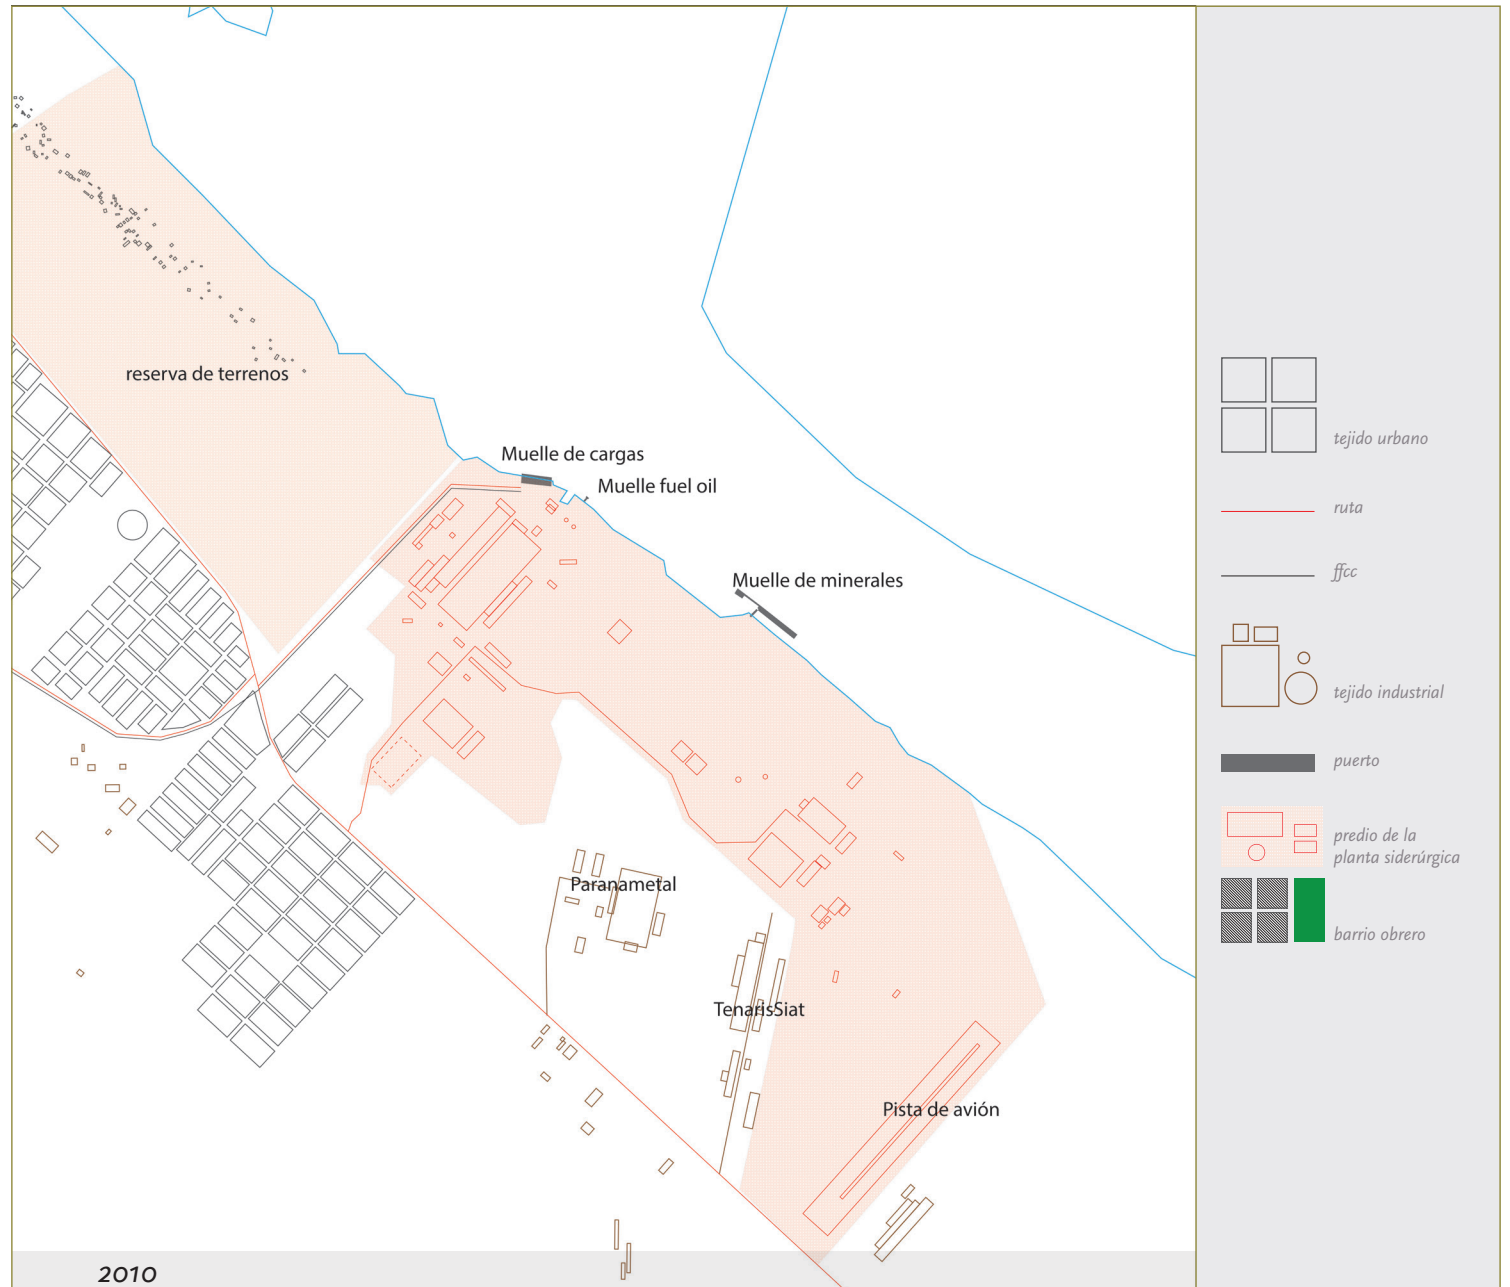 reserva de terrenos
Muelle de cargas
Muelle fuel oil
Muelle de minerales
Paranametal
TenarisSiat
Pista de avión
2010
tejido urbano
ruta
ffcc
tejido industrial
puerto
predio de la
planta siderúrgica
barrio obrero